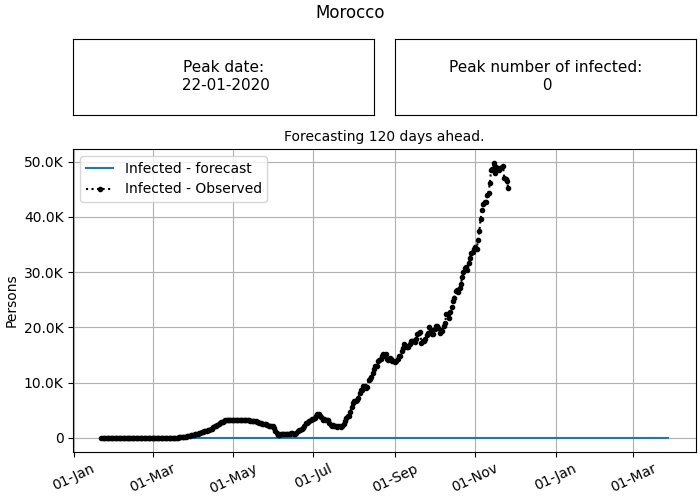 Morocco
Peak date:
22-01-2020
Peak number of infected:
0
Forecasting 120 days ahead.
Infected - forecast
Infected - Observed
50.0K
40.0K
30.0K
20.0K
10.0K
0
Persons
01-Jan
01-Mar
01-May
01-Jul
01-Sep
01-Nov
01-Jan
01-Mar